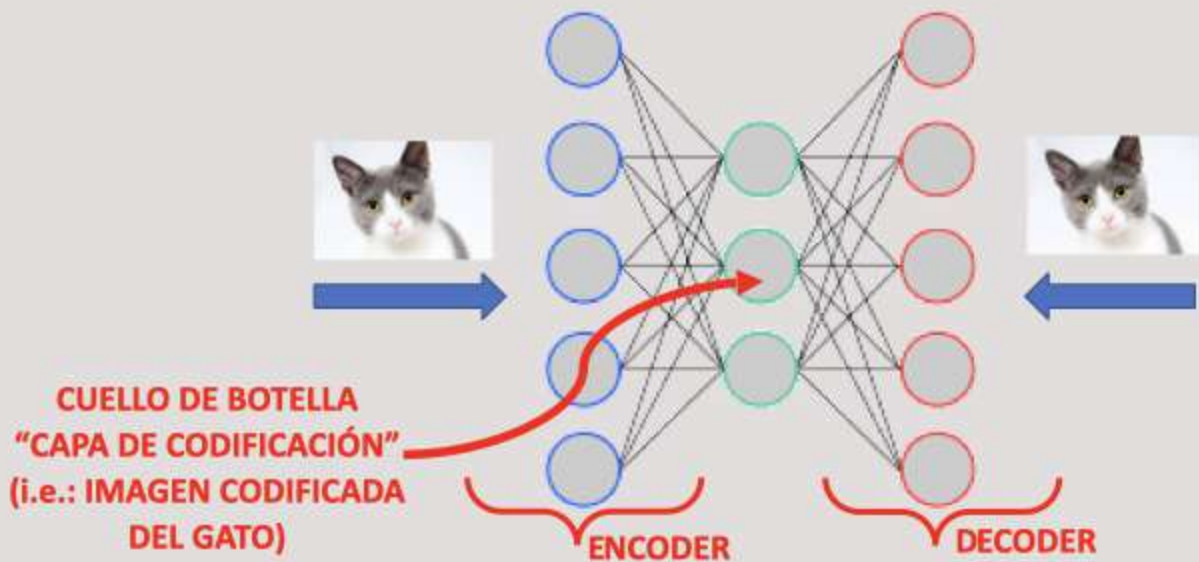 CUELLO DE BOTELLA
“CAPA DE CODIFICACIÓN”
(i.e.: IMAGEN CODIFICADA
DEL GATO)
ENCODER
DECODER